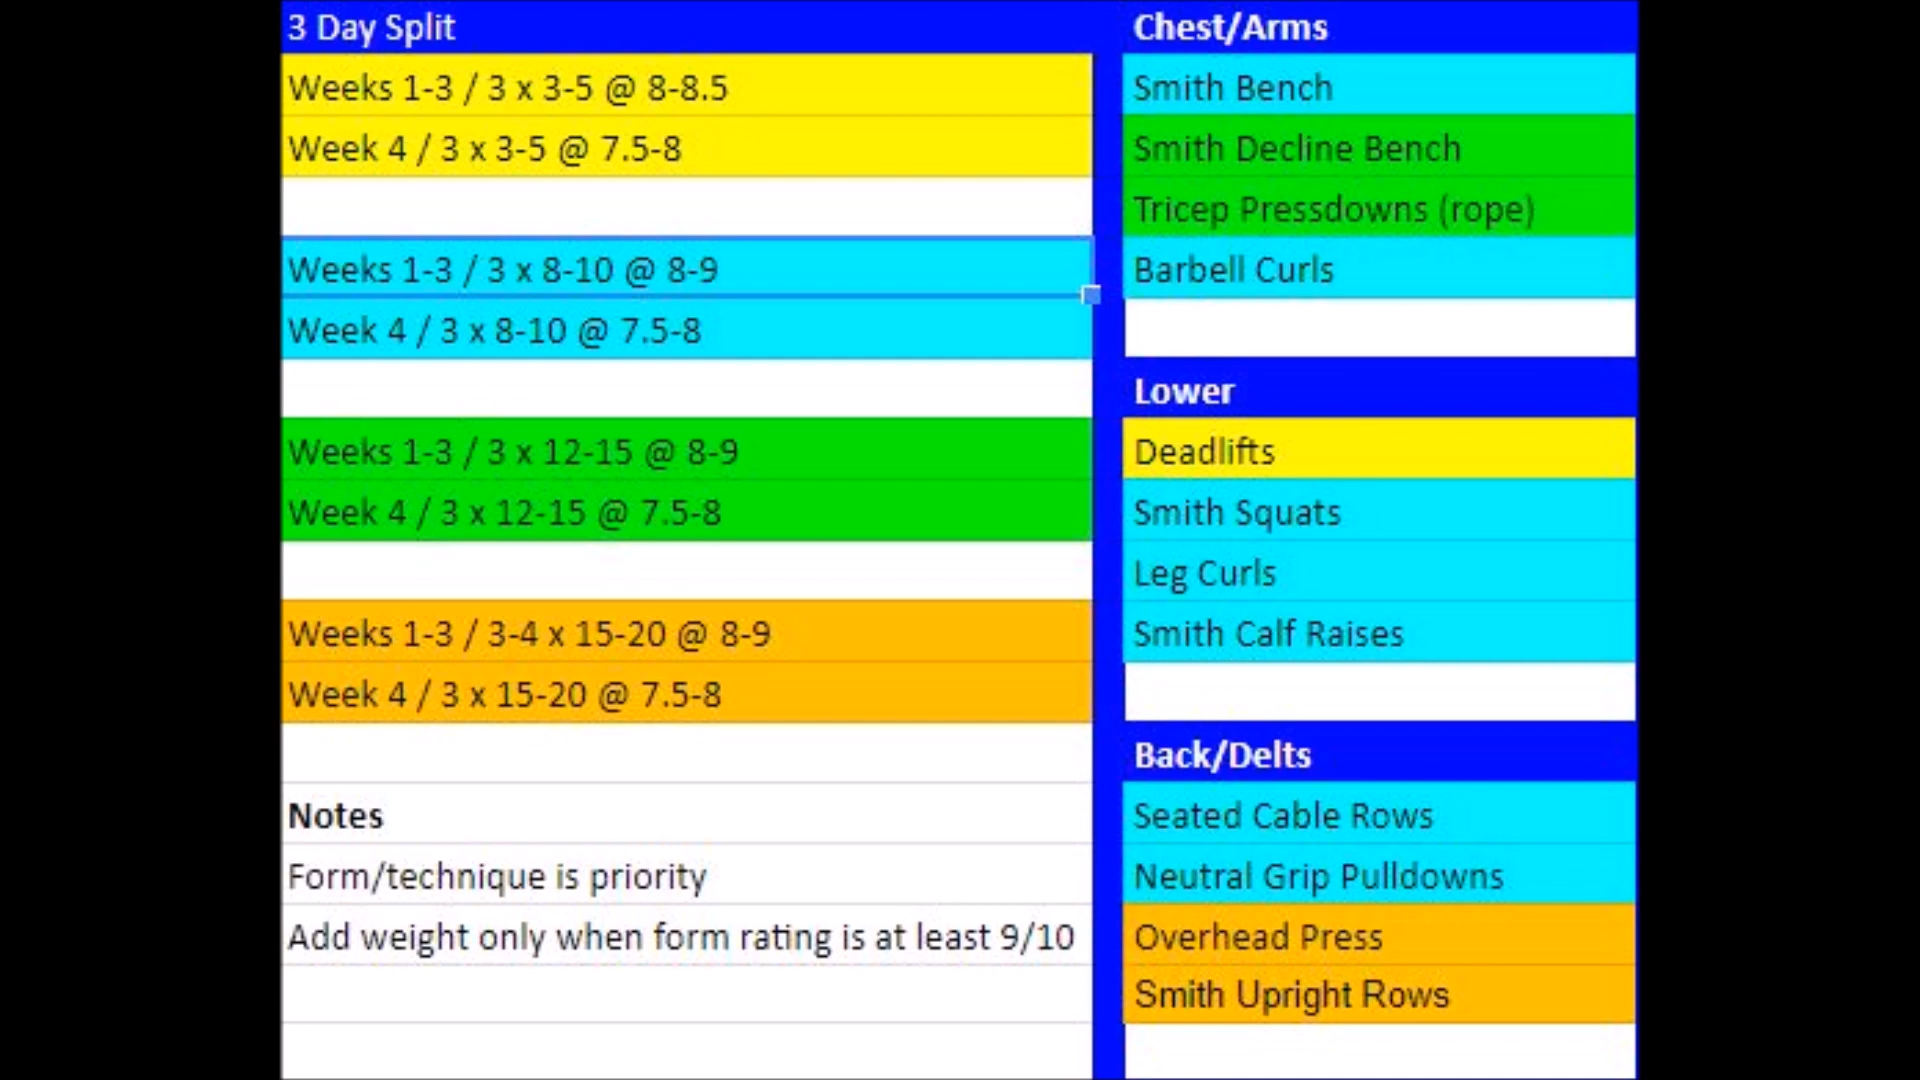 3 Day Split
Weeks 1-3 / 3 x 3-5 @ 8-8.5
Week 4 / 3 x 3-5 @ 7.5-8
Weeks 1-3 / 3 x 8-10 @ 8-9
Week 4 / 3 x 8-10 @ 7.5-8
Weeks 1-3 / 3 x 12-15 @ 8-9
Week 4 / 3 x 12-15 @ 7.5-8
Weeks 1-3 / 3-4 x 15-20 @ 8-9
Week 4 / 3 x 15-20 @ 7.5-8
Notes
Form/technique is priority
Add weight only when form rating is at least 9/10
Chest/Arms
Smith Bench
Smith Decline Bench
Tricep Pressdowns (rope)
Barbell Curls
Lower
Deadlifts
Smith Squats
Leg Curls
Smith Calf Raises
Back/Delts
Seated Cable Rows
Neutral Grip Pulldowns
Overhead Press
Smith Upright Rows